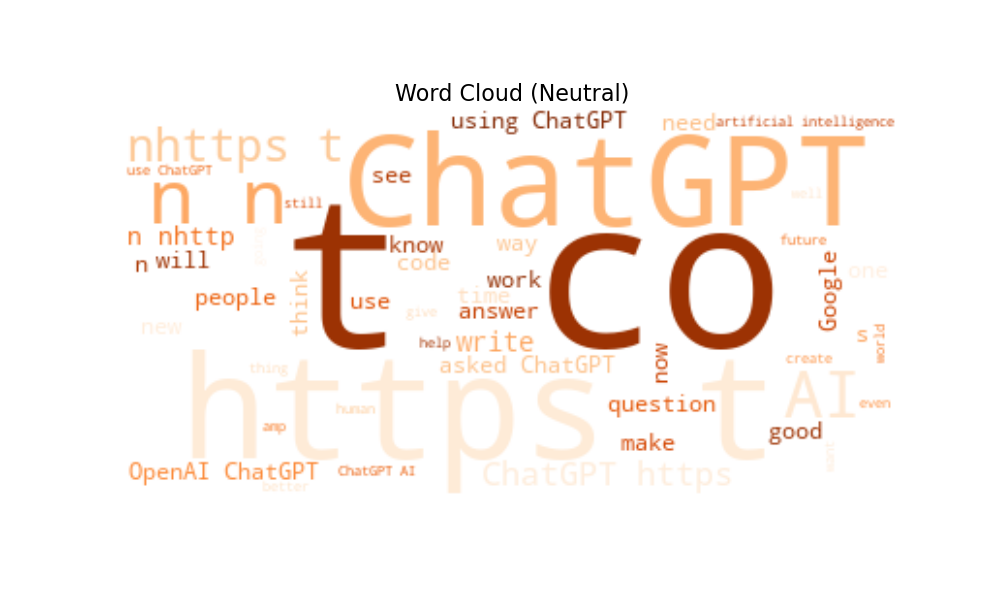 Word Cloud (Neutral)
using ChatGPT
need
artificial intelligence
nhttps t
ChatGPT
use ChatGPT
see
well
n n
still
n nhttp
know
way
future
n
will
code
Google
one
t co
work
people
think
use
time
give
answer
new
help
write
s
world
now
asked ChatGPT
create
thing
https t
AI
human
question
even
amp
make
good
want
OpenAI ChatGPT
ChatGPT AI
ChatGPT https
better